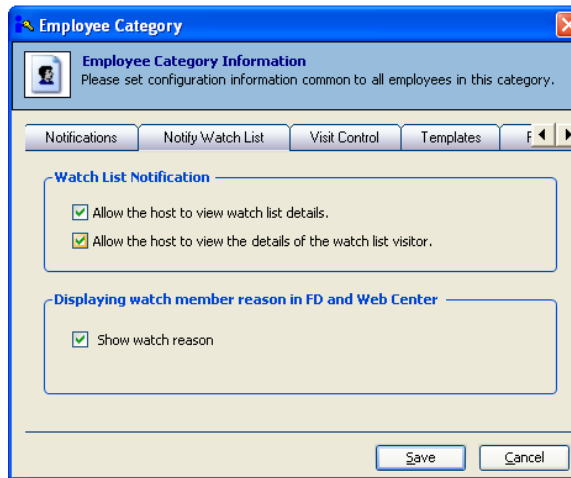 Employee Category
Employee Category Information
Please set configuration information common to all employees in this category.
Notifications Notify Watch List Visit Control Templates
Watch List Notification
Allow the host to view watch list details.
Allow the host to view the details of the watch list visitor.
Displaying watch member reason in FD and Web Center
Show watch reason
Save Cancel